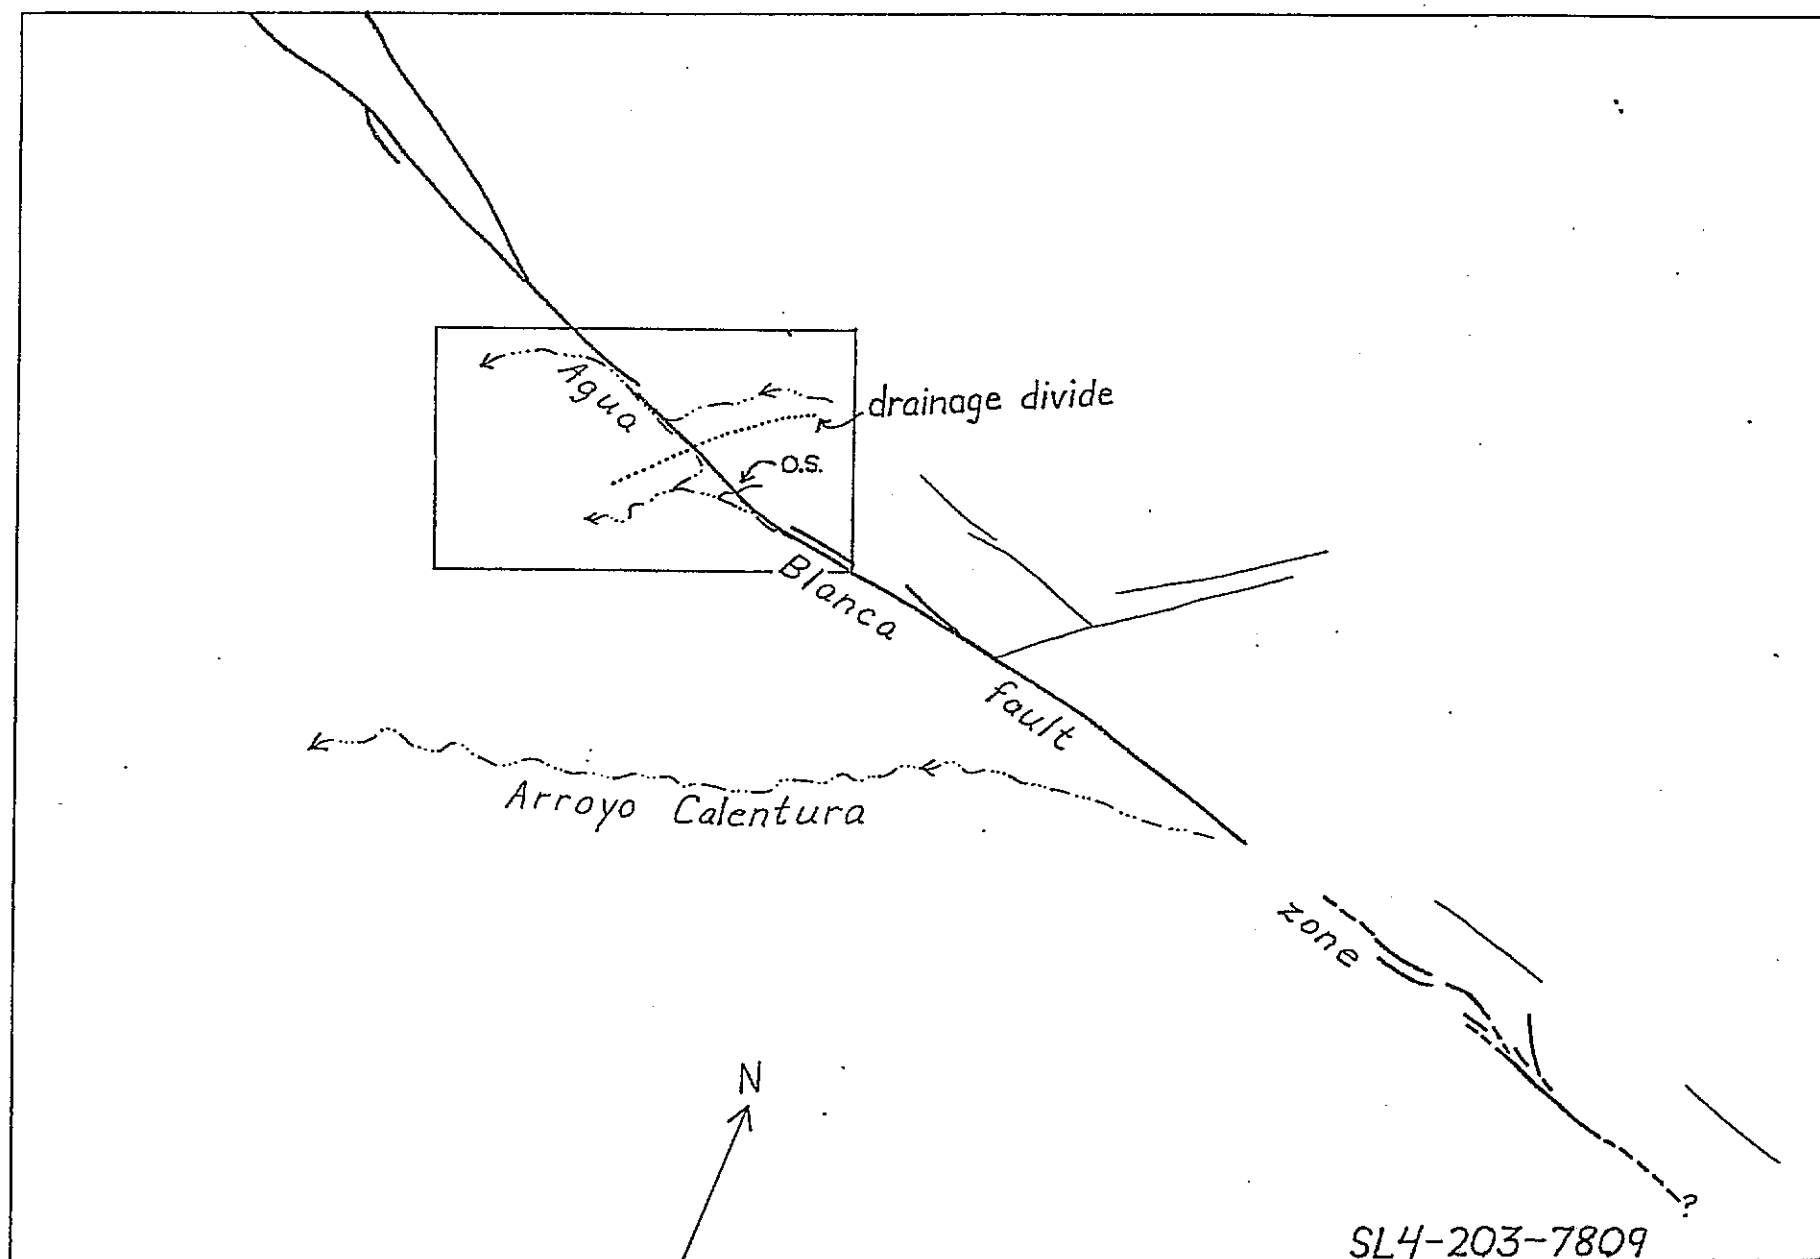 Agua
drainage divide
o.s.
Blanca
fault
Arroyo Calentura
zone
N
?
SL4-203-7809